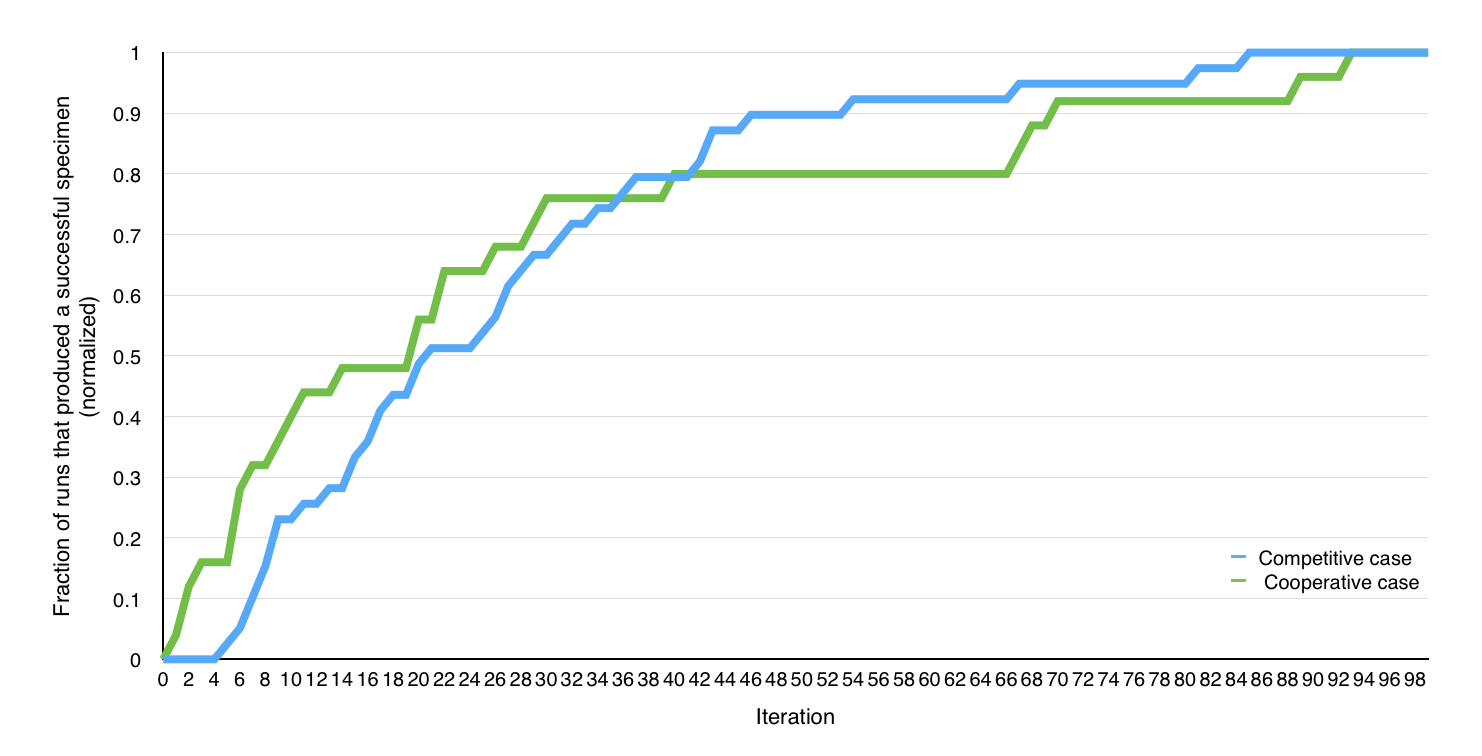 Fraction of runs that produced a successful specimen
(normalized)
1
0.9
0.8
0.7
0.6
0.5
0.4
0.3
0.2
0.1
0
Competitive case
Cooperative case
0 2 4 6 8 10 12 14 16 18 20 22 24 26 28 30 32 34 36 38 40 42 44 46 48 50 52 54 56 58 60 62 64 66 68 70 72 74 76 78 80 82 84 86 88 90 92 94 96 98
Iteration